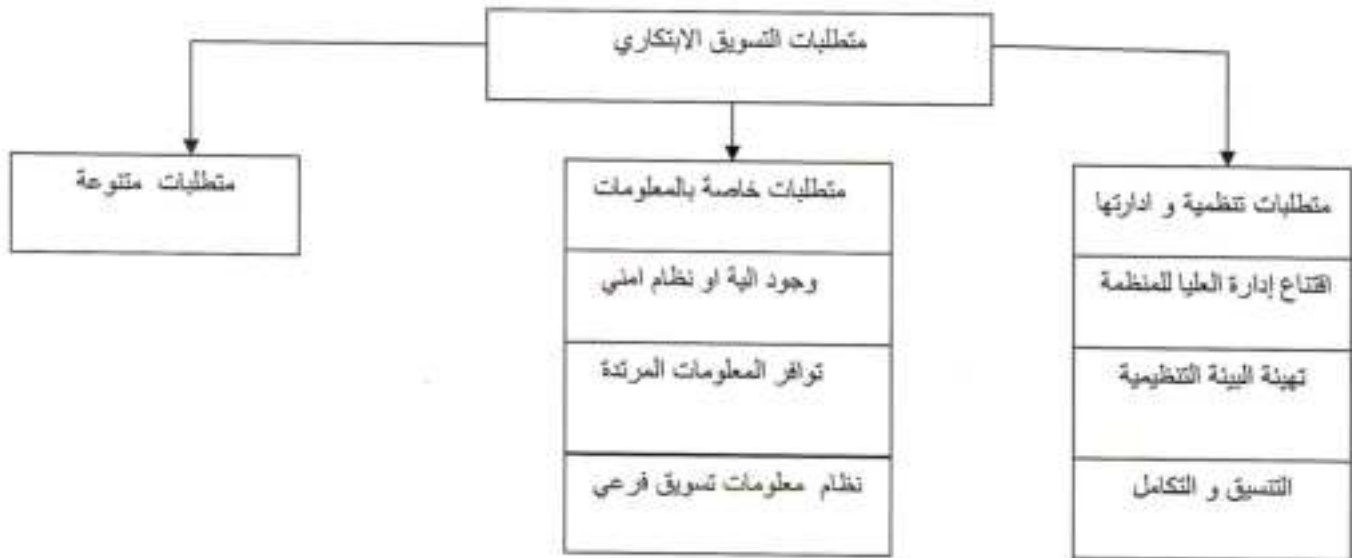 متطلبات التسويق الابتكاري
متطلبات تنظمية و ادارتها
اقتناع إدارة العليا للمنظمة
تهيئة البيئة التنظيمية
التنسيق و التكامل
متطلبات خاصة بالمعلومات
وجود الية او نظام امني
توافر المعلومات المرتدة
نظام معلومات تسويق فرعي
متطلبات متنوعة